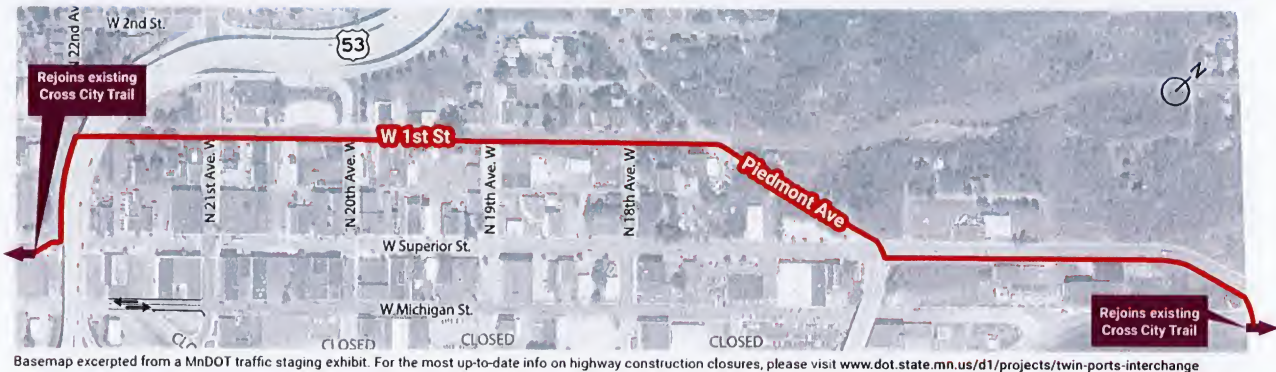 W 2nd St.
N 22nd Av
53
N
Rejoins existing
Cross City Trail
W 1st St
N 21st Ave. W
N 20th Ave. W
N 19th Ave. W
N 18th Ave. W
Piedmont Ave
W Superior St.
W Michigan St.
Rejoins existing
Cross City Trail
CLOSED
CLOSED
CLOSED
Basemap excerpted from a MnDOT traffic staging exhibit. For the most up-to-date info on highway construction closures, please visit www.dot.state.mn.us/d1/projects/twin-ports-interchange